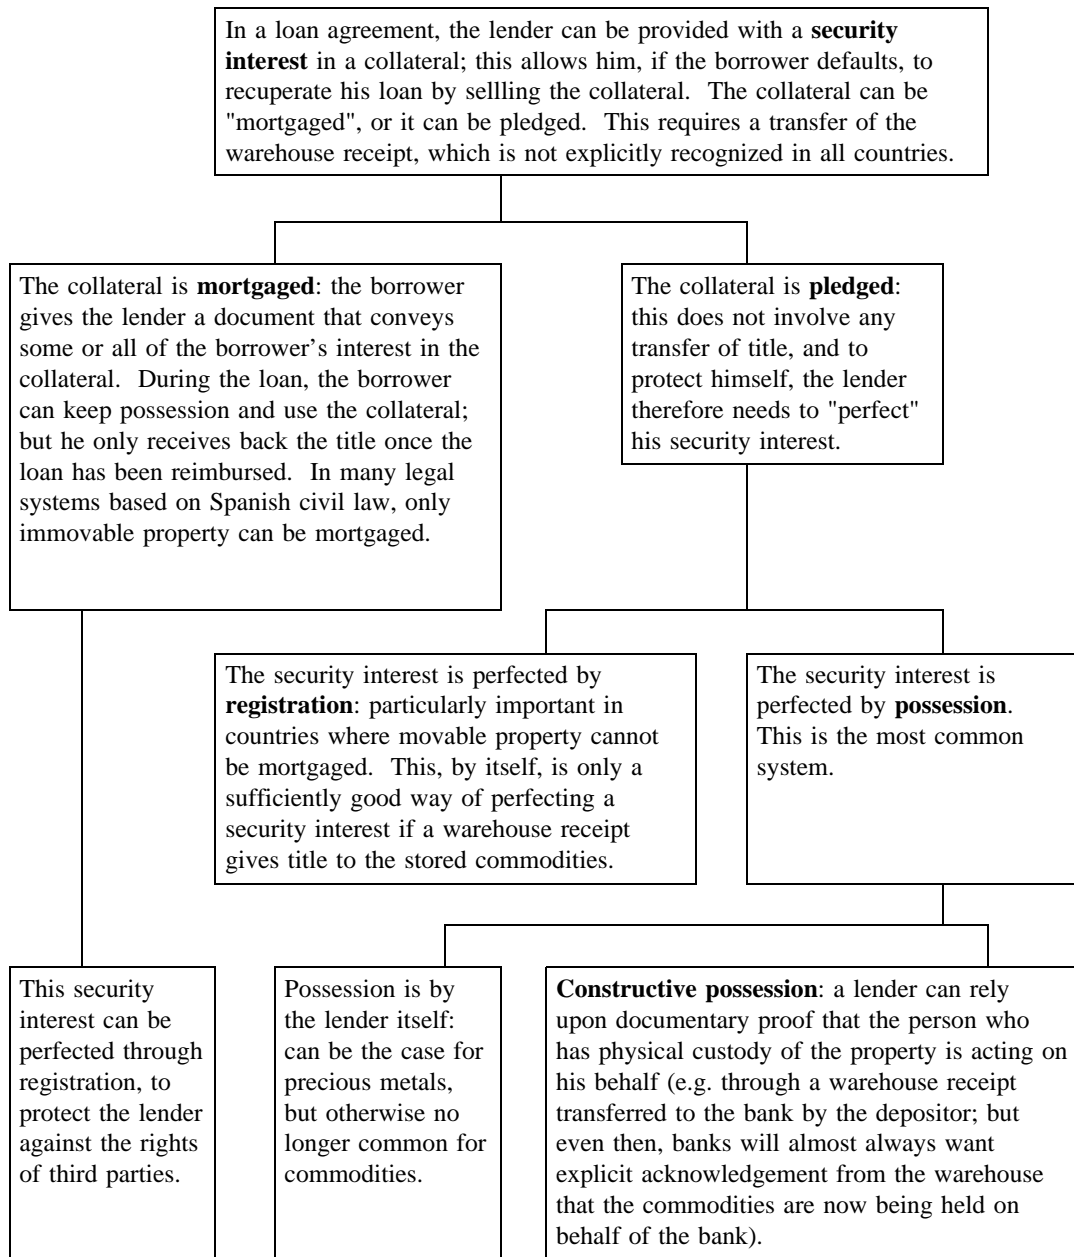 In a loan agreement, the lender can be provided with a security
interest in a collateral; this allows him, if the borrower defaults, to
recuperate his loan by sellling the collateral. The collateral can be
"mortgaged", or it can be pledged. This requires a transfer of the
warehouse receipt, which is not explicitly recognized in all countries.
The collateral is mortgaged: the borrower
gives the lender a document that conveys
some or all of the borrower's interest in the
collateral. During the loan, the borrower
can keep possession and use the collateral;
but he only receives back the title once the
loan has been reimbursed. In many legal
systems based on Spanish civil law, only
immovable property can be mortgaged.
The collateral is pledged:
this does not involve any
transfer of title, and to
protect himself, the lender
therefore needs to "perfect"
his security interest.
The security interest is perfected by
registration: particularly important in
countries where movable property cannot
be mortgaged. This, by itself, is only a
sufficiently good way of perfecting a
security interest if a warehouse receipt
gives title to the stored commodities.
The security interest is
perfected by possession.
This is the most common
system.
This security
interest can be
perfected through
registration, to
protect the lender
against the rights
of third parties.
Possession is by
the lender itself:
can be the case for
precious metals,
but otherwise no
longer common for
commodities.
Constructive possession: a lender can rely
upon documentary proof that the person who
has physical custody of the property is acting on
his behalf (e.g. through a warehouse receipt
transferred to the bank by the depositor; but
even then, banks will almost always want
explicit acknowledgement from the warehouse
that the commodities are now being held on
behalf of the bank).